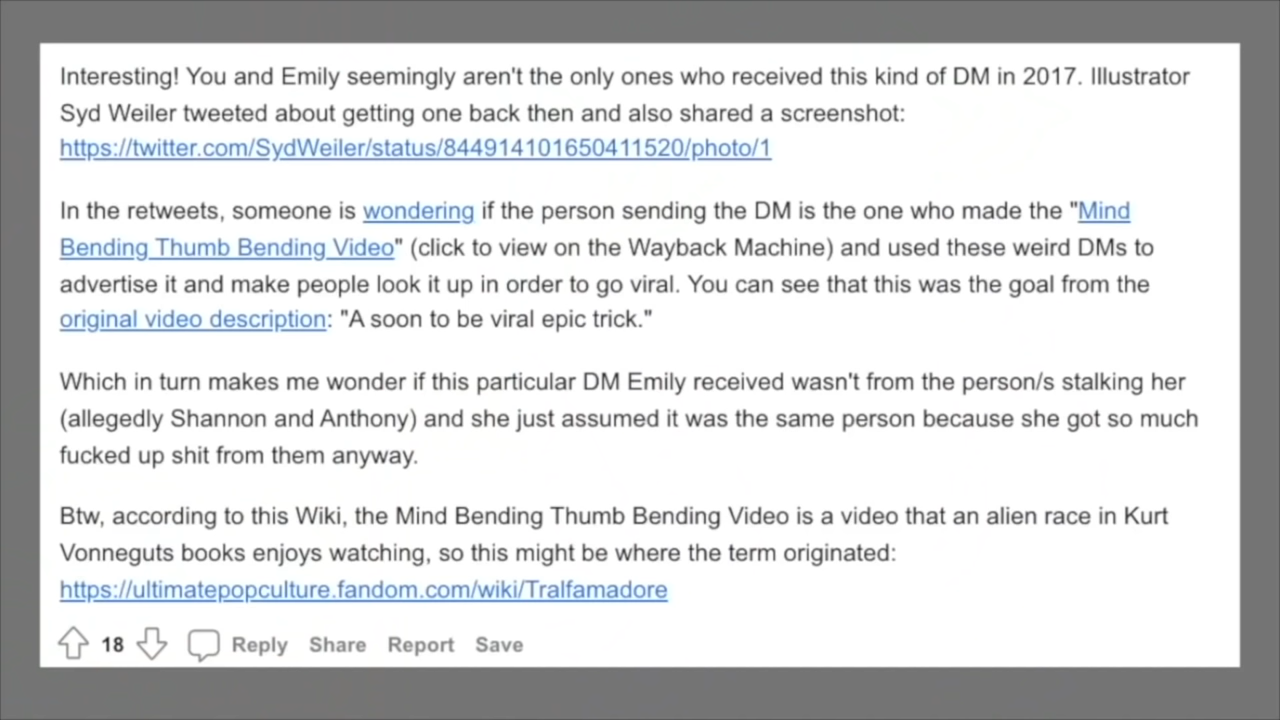 Interesting! You and Emily seemingly aren't the only ones who received this kind of DM in 2017. Illustrator
Syd Weiler tweeted about getting one back then and also shared a screenshot:
https://twitter.com/SydWeiler/status/844914101650411520/photo/1
In the retweets, someone is wondering if the person sending the DM is the one who made the "Mind
Bending Thumb Bending Video" (click to view on the Wayback Machine) and used these weird DMs to
advertise it and make people look it up in order to go viral. You can see that this was the goal from the
original video description: "A soon to be viral epic trick."
Which in turn makes me wonder if this particular DM Emily received wasn't from the person/s stalking her
(allegedly Shannon and Anthony) and she just assumed it was the same person because she got so much
fucked up shit from them anyway.
Btw, according to this Wiki, the Mind Bending Thumb Bending Video is a video that an alien race in Kurt
Vonneguts books enjoys watching, so this might be where the term originated:
https://ultimatepopculture.fandom.com/wiki/Tralfamadore
18 Reply Share Report Save